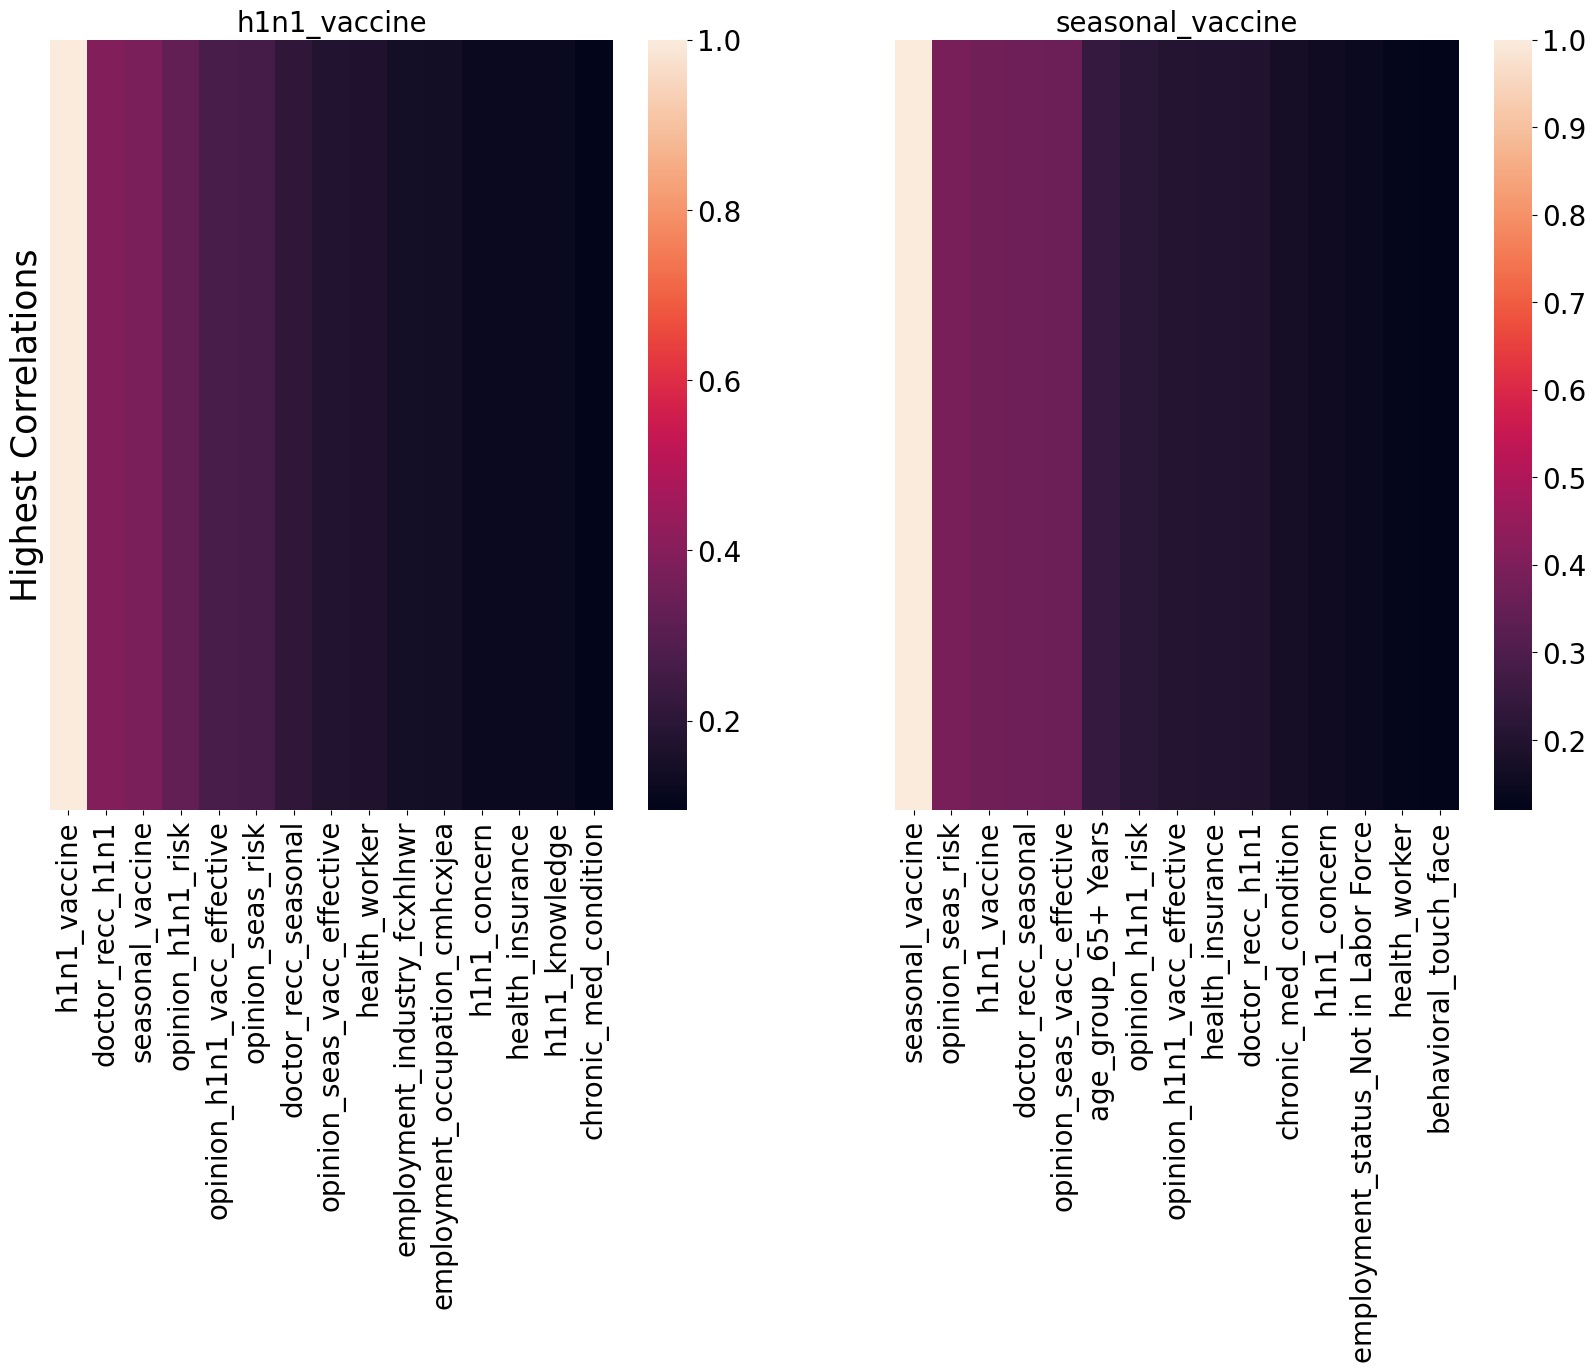 h1n1_vaccine
seasonal_vaccine
Highest Correlations
1.0
0.8
0.6
0.4
0.2
1.0
0.9
0.8
0.7
0.6
0.5
0.4
0.3
0.2
h1n1_vaccine
doctor_recc_h1n1
seasonal_vaccine
opinion_h1n1_risk
opinion_h1n1_vacc_effective
opinion_seas_risk
doctor_recc_seasonal
opinion_seas_vacc_effective
health_worker
employment_industry_fcxhlnwr
employment_occupation_cmhcxjea
h1n1_concern
health_insurance
h1n1_knowledge
chronic_med_condition
seasonal_vaccine
opinion_seas_risk
h1n1_vaccine
doctor_recc_seasonal
opinion_seas_vacc_effective
age_group_65+ Years
opinion_h1n1_risk
opinion_h1n1_vacc_effective
health_insurance
doctor_recc_h1n1
chronic_med_condition
h1n1_concern
employment_status_Not in Labor Force
health_worker
behavioral_touch_face